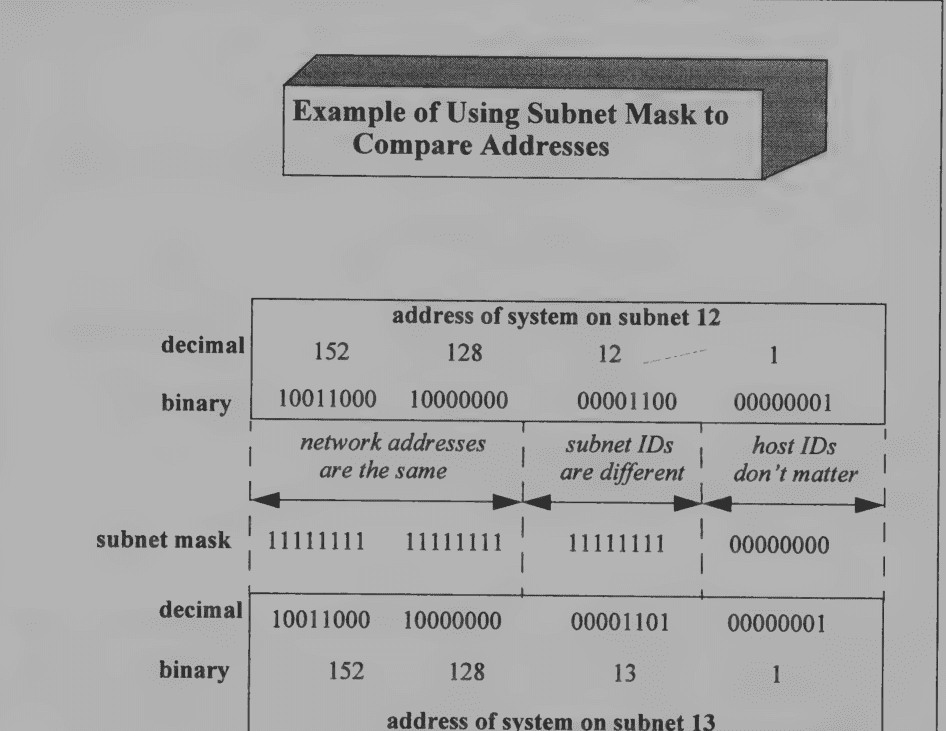 Example of Using Subnet Mask to
Compare Addresses
address of system on subnet 12
decimal 152 128 12 1
binary 10011000 10000000 00001100 00000001
network addresses subnet IDs host IDs
are the same are different don't matter
subnet mask 11111111 11111111 11111111 00000000
decimal 10011000 10000000 00001101 00000001
binary 152 128 13 1
address of system on subnet 13